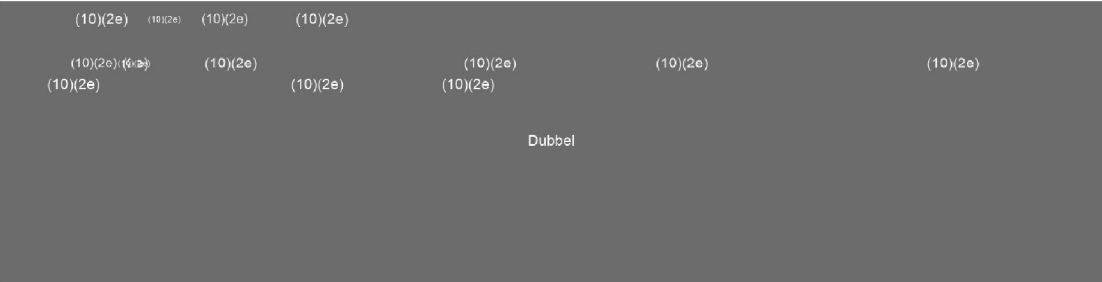 (10)(2e) (10)(2e) (10)(2e) (10)(2e)
(10)(2e) (10)(2e) (10)(2e) (10)(2e) (10)(2e)
(10)(2e) (10)(2e) (10)(2e)
Dubbel